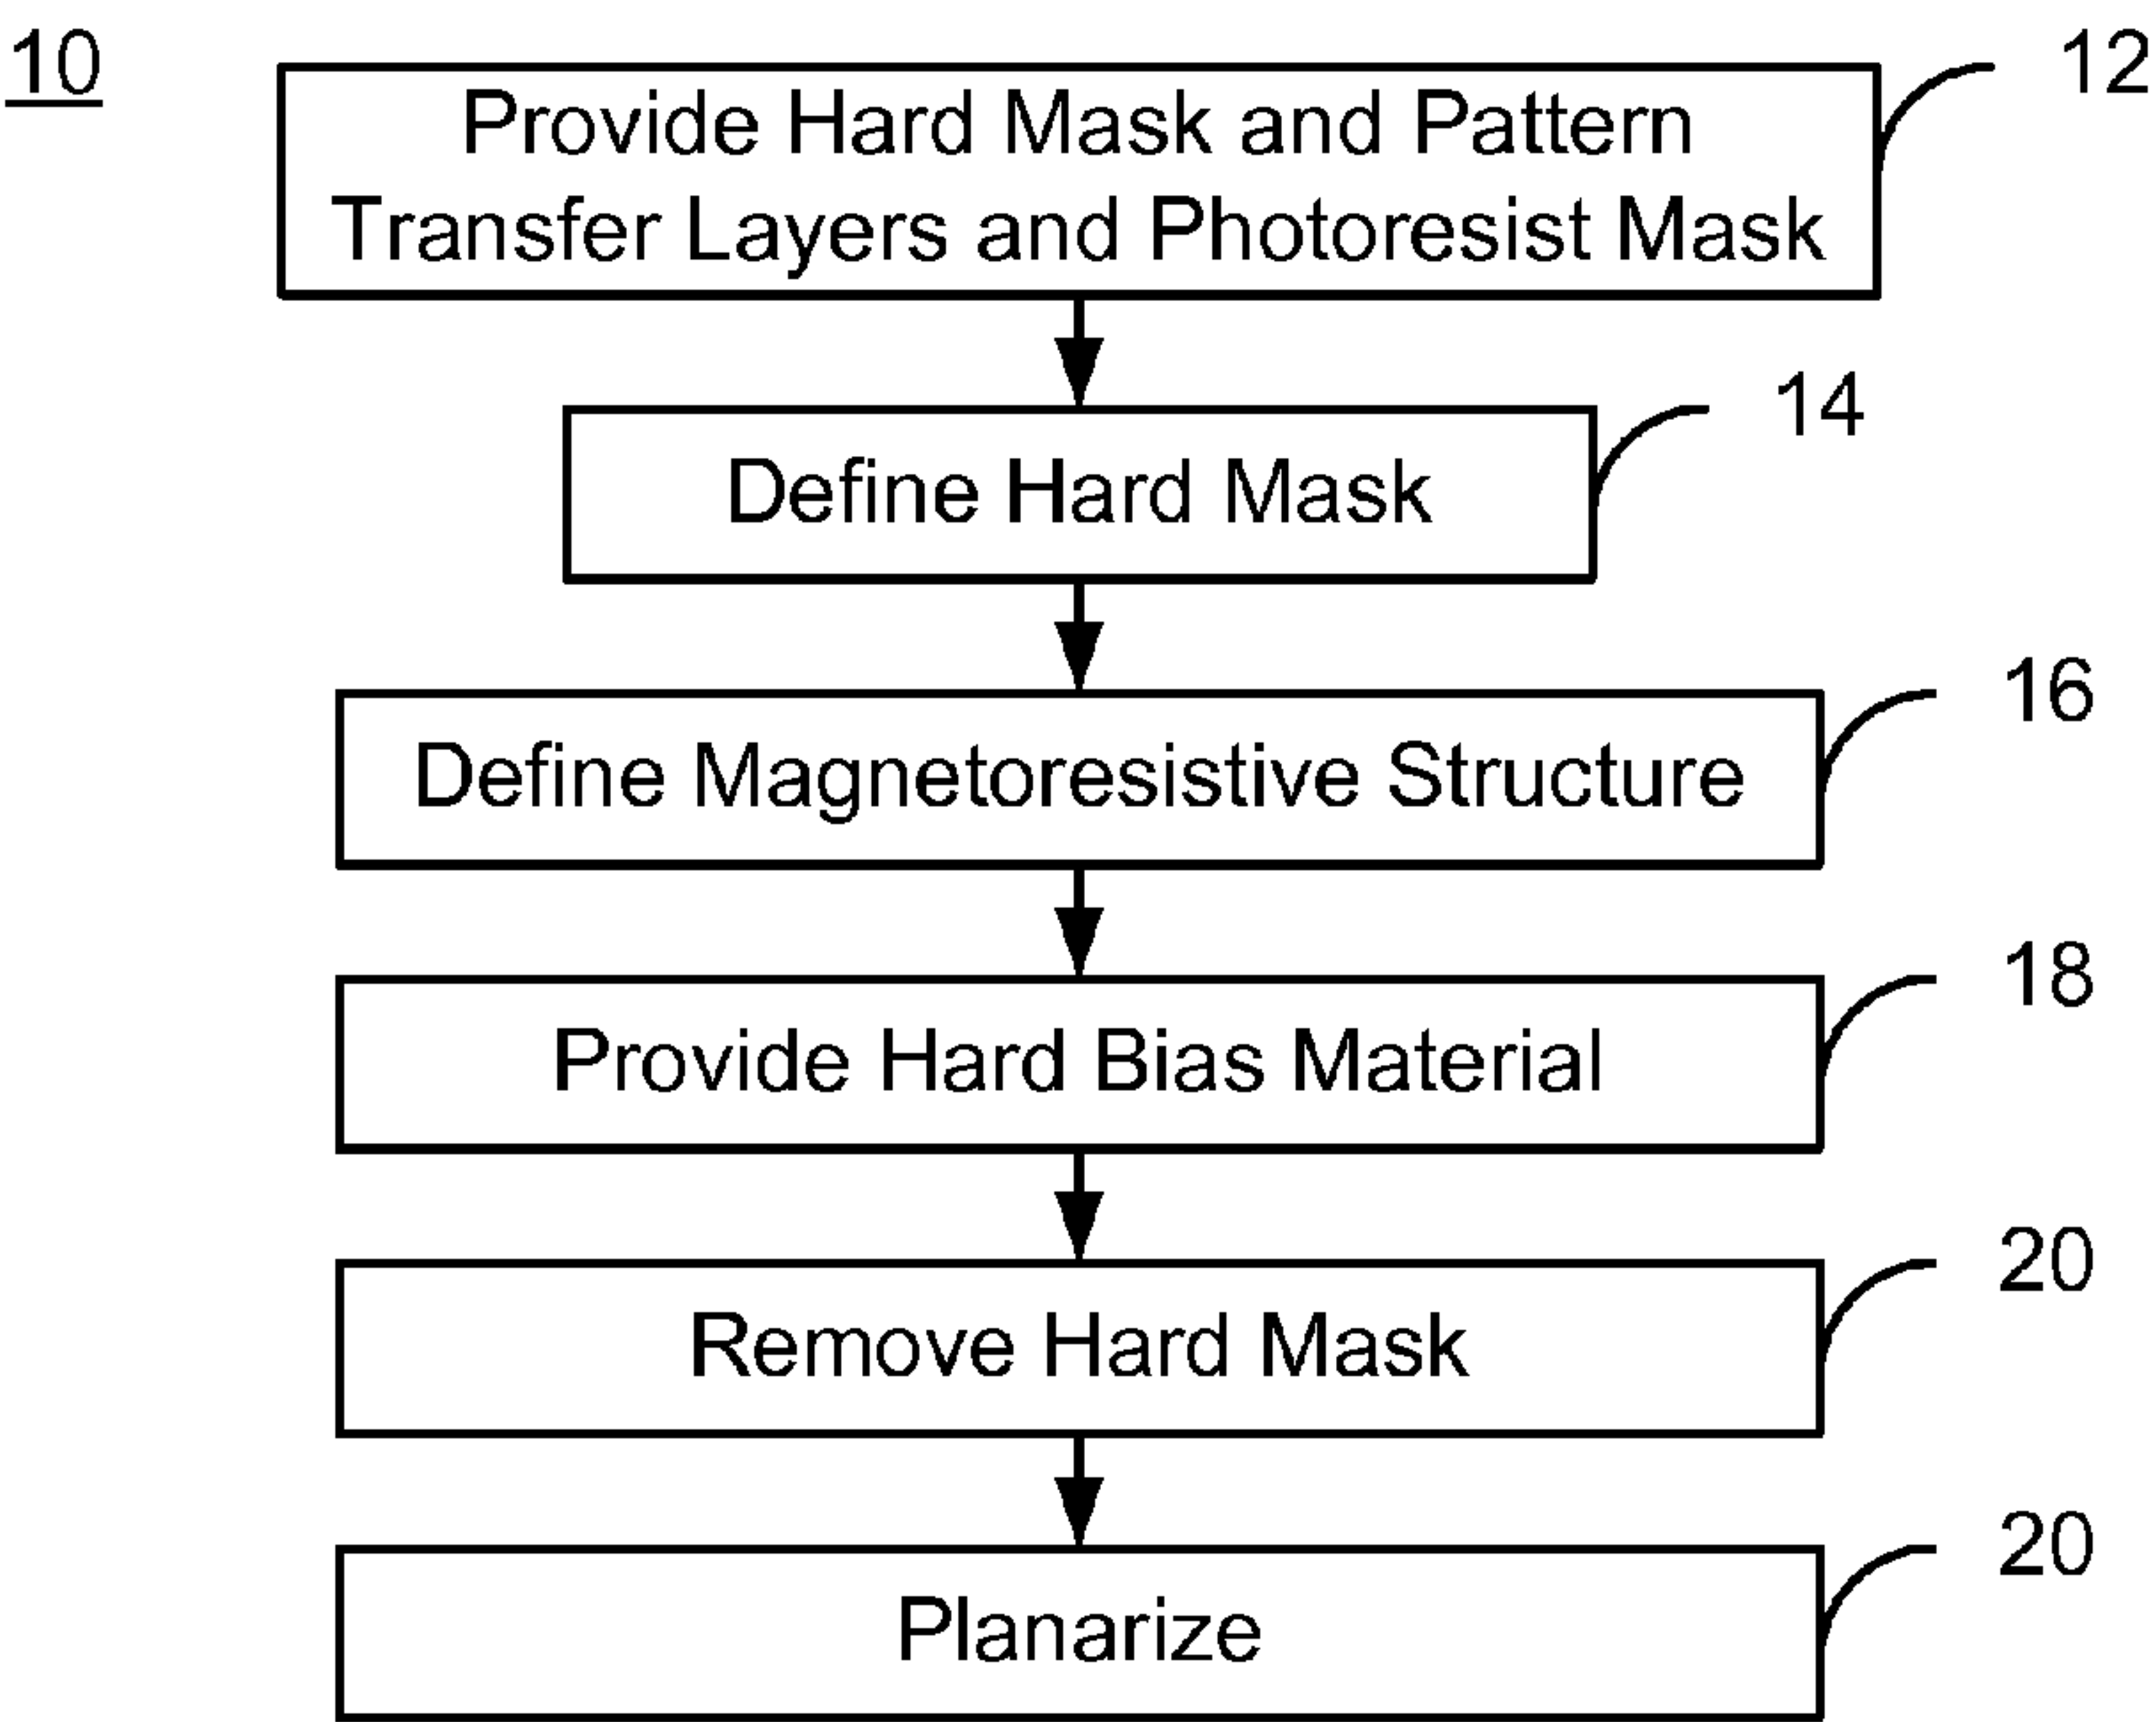 10
12
Provide Hard Mask and Pattern
Transfer Layers and Photoresist Mask
14
Define Hard Mask
16
Define Magnetoresistive Structure
18
Provide Hard Bias Material
20
Remove Hard Mask
20
Planarize